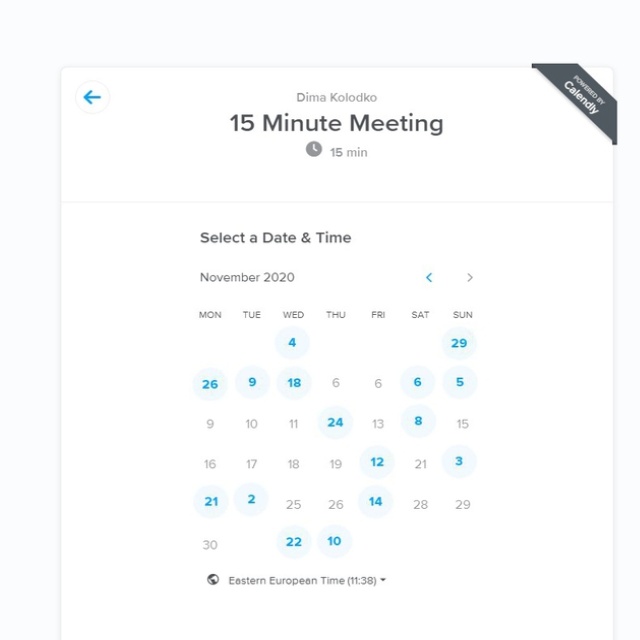 POWERED BY
Calendly
Dima Kolodko
15 Minute Meeting
15 min
Select a Date & Time
November 2020
MON TUE WED THU FRI SAT SUN
4 29
26 9 18 6 6 6 5
9 10 11 24 13 8 15
16 17 18 19 12 21 3
21 2 25 26 14 28 29
30 22 10
Eastern European Time (11:38)